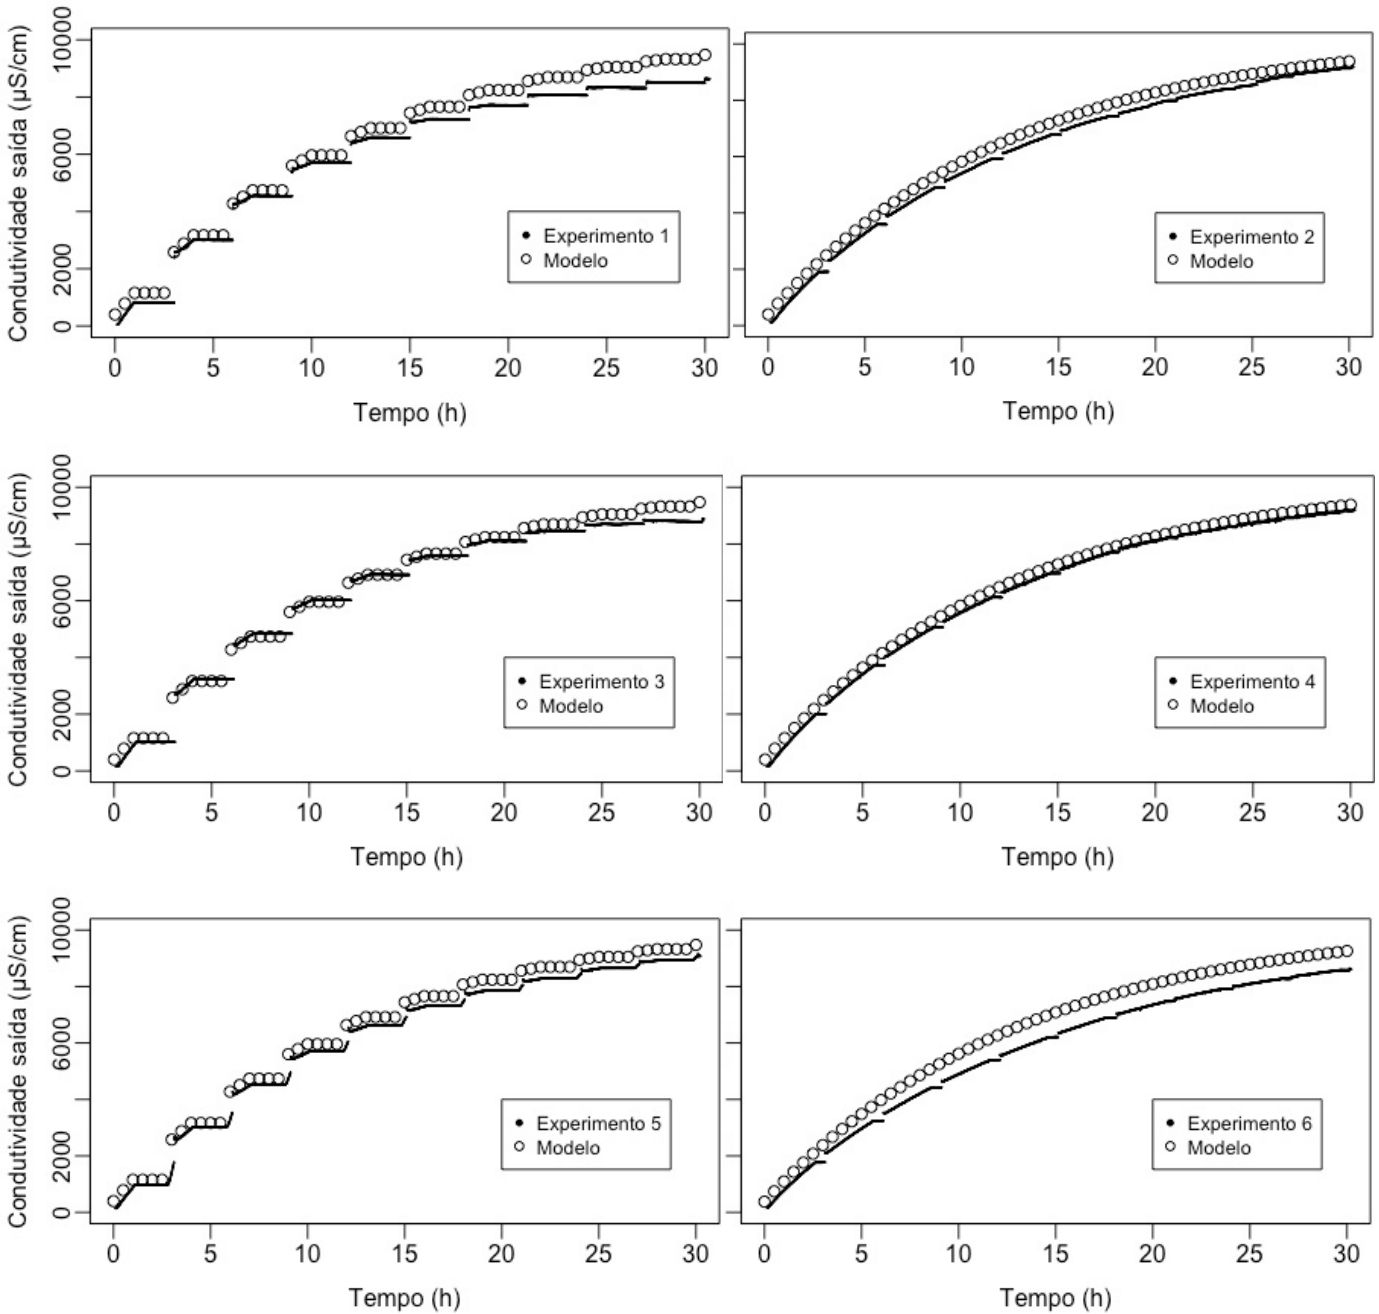 Condutividade saída (µS/cm)
0 2000 6000 10000
Experimento 1
Modelo
0 5 10 15 20 25 30
Tempo (h)
Experimento 2
Modelo
0 5 10 15 20 25 30
Tempo (h)
Condutividade saída (µS/cm)
0 2000 6000 10000
Experimento 3
Modelo
0 5 10 15 20 25 30
Tempo (h)
Experimento 4
Modelo
0 5 10 15 20 25 30
Tempo (h)
Condutividade saída (µS/cm)
0 2000 6000 10000
Experimento 5
Modelo
0 5 10 15 20 25 30
Tempo (h)
Experimento 6
Modelo
0 5 10 15 20 25 30
Tempo (h)